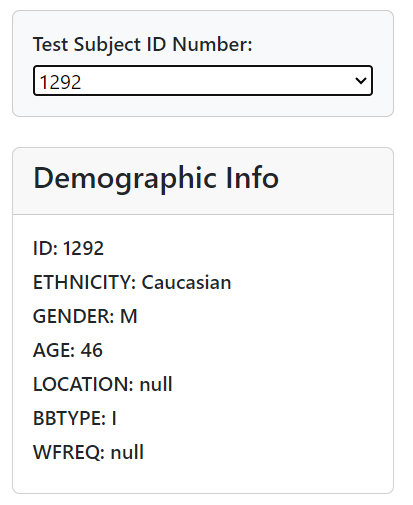 Test Subject ID Number:
1292
Demographic Info
ID: 1292
ETHNICITY: Caucasian
GENDER: M
AGE: 46
LOCATION: null
BBTYPE: I
WFREQ: null